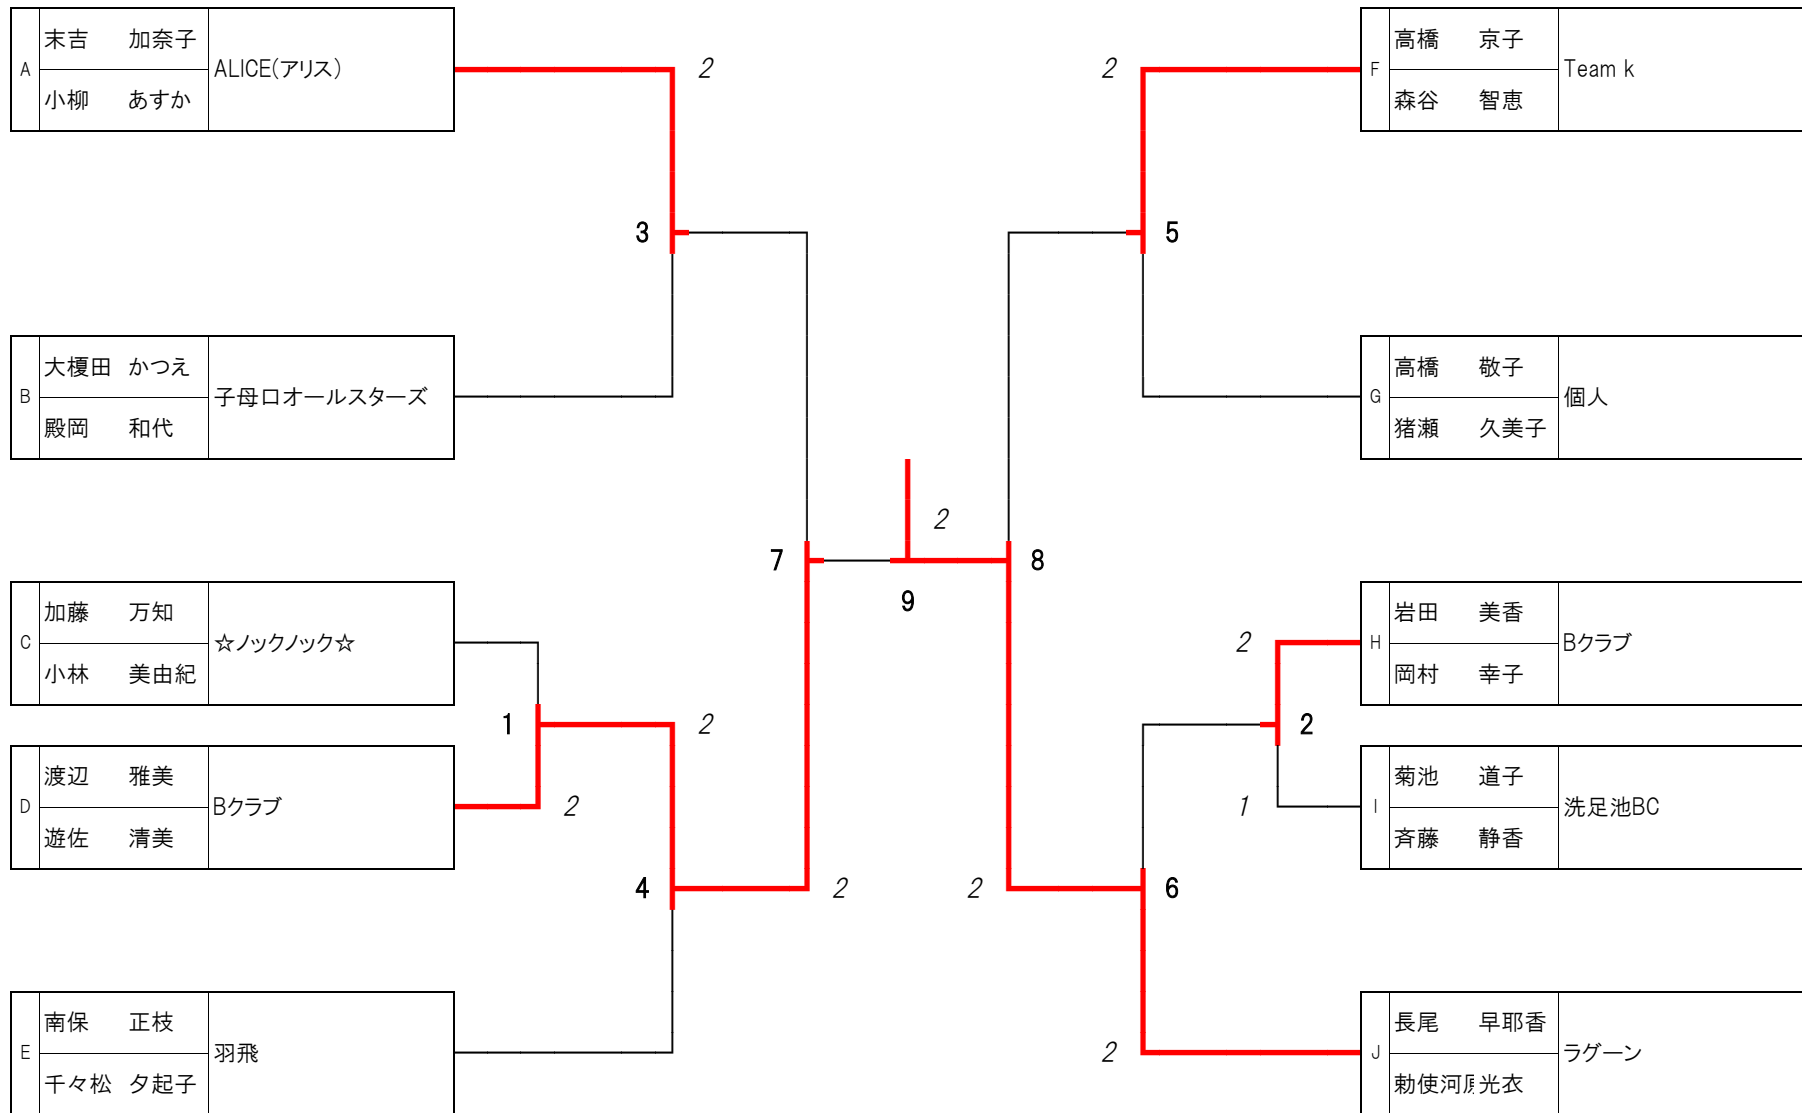 A 末吉 加奈子 ALICE(アリス)
小柳 あすか
2
2
F 高橋 京子 Team k
森谷 智恵
3
5
B 大榎田 かつえ 子母口オールスターズ
殿岡 和代
G 高橋 敬子 個人
猪瀬 久美子
2
7
8
9
C 加藤 万知 ☆ノックノック☆
小林 美由紀
2
H 岩田 美香 Bクラブ
岡村 幸子
1
2
2
D 渡辺 雅美 Bクラブ
遊佐 清美
2
1
I 菊池 道子 洗足池BC
斉藤 静香
4
2
2
6
E 南保 正枝 羽飛
千々松 夕起子
2
J 長尾 早耶香 ラグーン
勅使河原 光衣